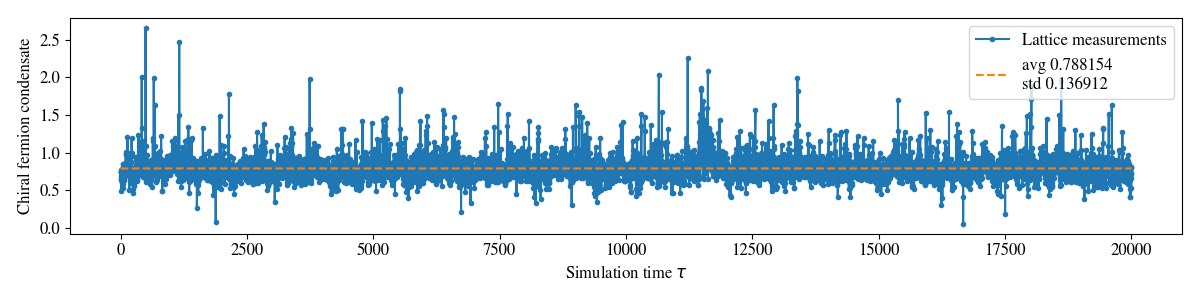 Chiral fermion condensate
2.5
2.0
1.5
1.0
0.5
0.0
Lattice measurements
avg 0.788154
std 0.136912
0 2500 5000 7500 10000 12500 15000 17500 20000
Simulation time τ